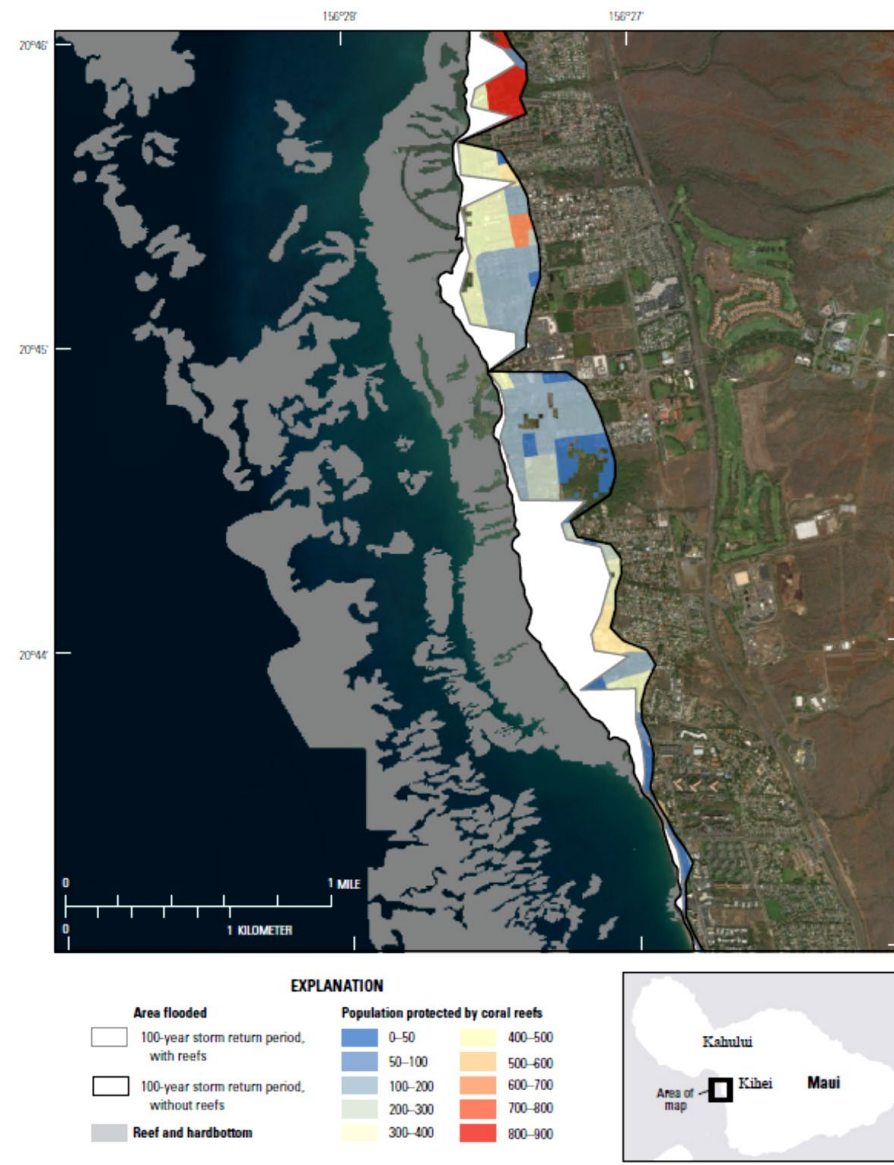 156°28' 156°27'
20°46'
20°45'
20°44'
0 1 MILE
0 1 KILOMETER
EXPLANATION
Area flooded
100-year storm return period,
with reefs
100-year storm return period,
without reefs
Reef and hardbottom
Population protected by coral reefs
0–50
50–100
100–200
200–300
300–400
400–500
500–600
600–700
700–800
800–900
Kahului
Kihei
Maui
Area of
map